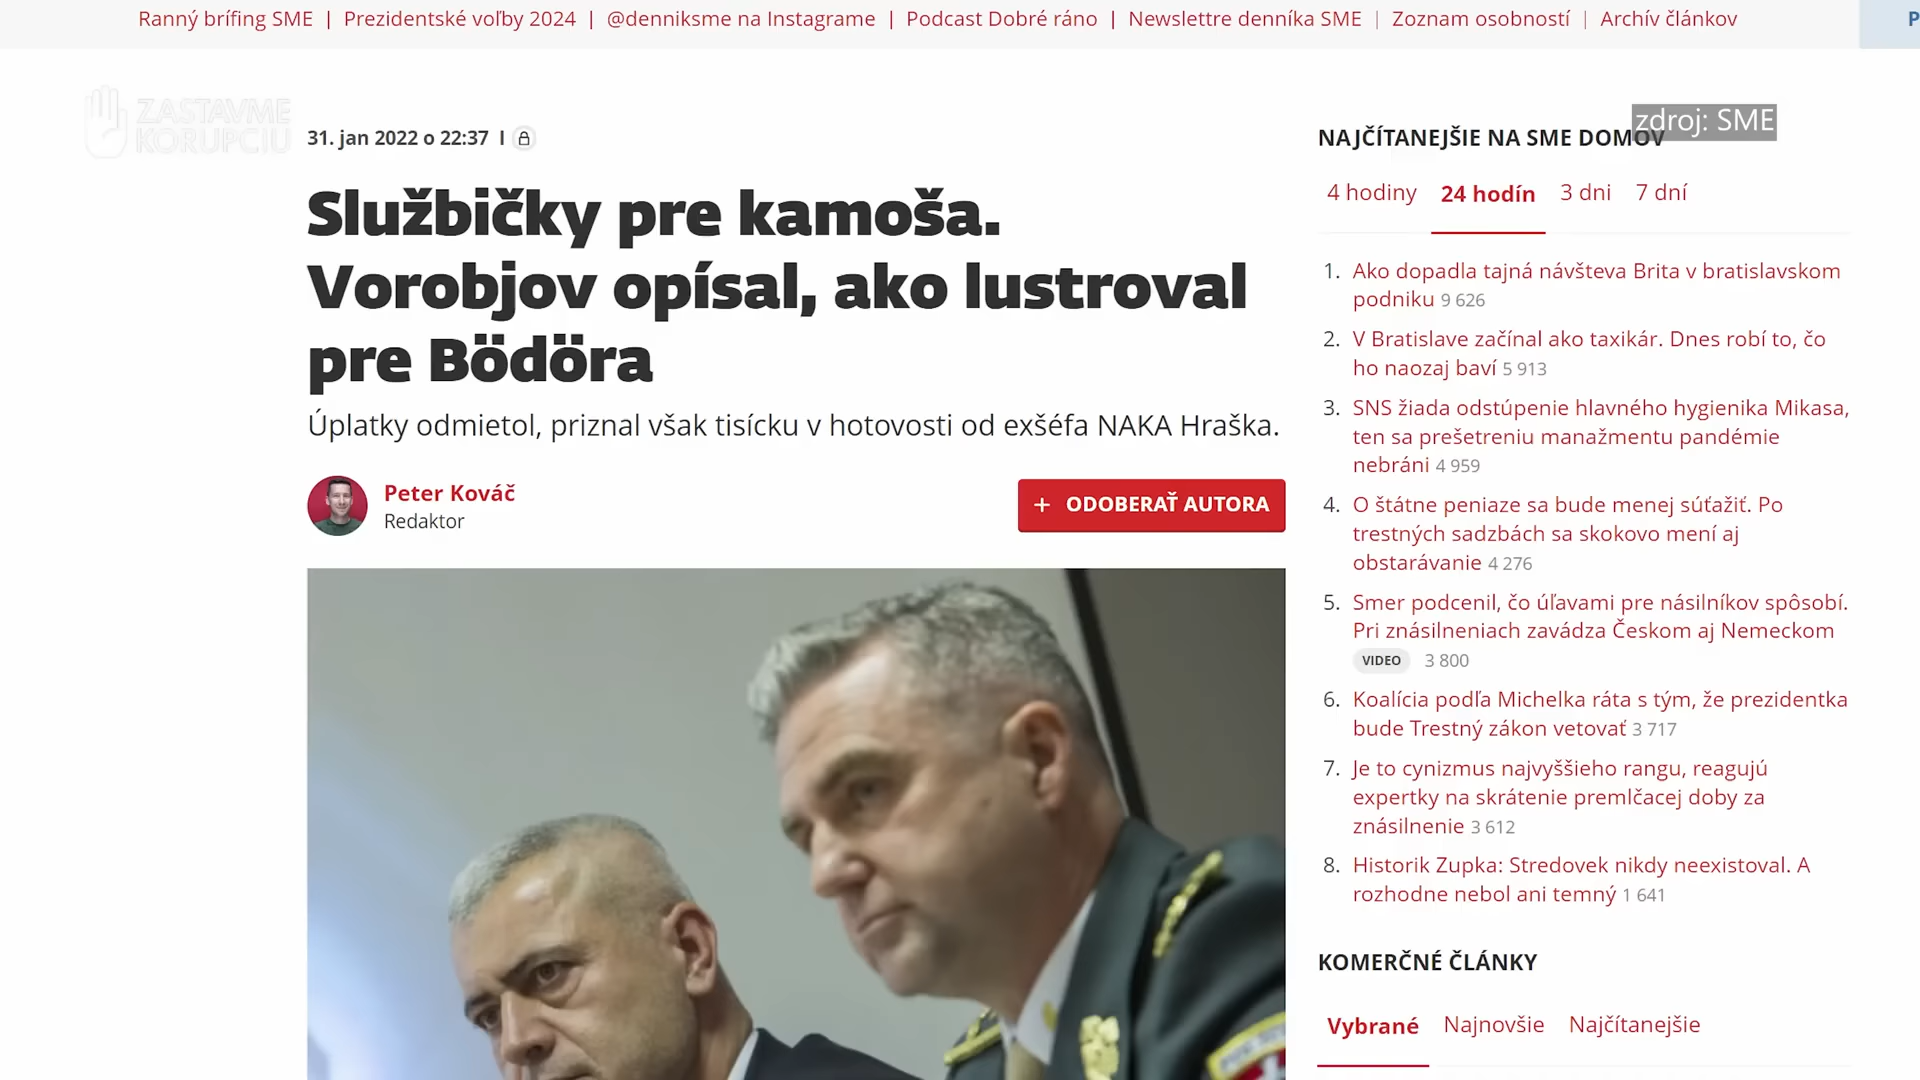 Ranný brífing SME | Prezidentské voľby 2024 | @denniksme na Instagrame | Podcast Dobré ráno | Newslettre denníka SME | Zoznam osobností | Archív článkov
P
ZASTAVME
KORUPCIU
31. jan 2022 o 22:37 I
Službičky pre kamoša.
Vorobjov opísal, ako lustroval
pre Bödöra
Úplatky odmietol, priznal však tisícku v hotovosti od exšéfa NAKA Hraška.
Peter Kováč
Redaktor
+ ODOBERAŤ AUTORA
zdroj: SME
NAJČÍTANEJŠIE NA SME DOMOV
4 hodiny 24 hodín 3 dni 7 dní
1. Ako dopadla tajná návšteva Brita v bratislavskom
podniku 9 626
2. V Bratislave začínal ako taxikár. Dnes robí to, čo
ho naozaj baví 5 913
3. SNS žiada odstúpenie hlavného hygienika Mikasa,
ten sa prešetreniu manažmentu pandémie
nebráni 4 959
4. O štátne peniaze sa bude menej súťažiť. Po
trestných sadzbách sa skokovo mení aj
obstarávanie 4 276
5. Smer podcenil, čo úľavami pre násilníkov spôsobí.
Pri znásilneniach zavádza Českom aj Nemeckom
VIDEO 3 800
6. Koalícia podľa Michelka ráta s tým, že prezidentka
bude Trestný zákon vetovať 3 717
7. Je to cynizmus najvyššieho rangu, reagujú
expertky na skrátenie premlčacej doby za
znásilnenie 3 612
8. Historik Zupka: Stredovek nikdy neexistoval. A
rozhodne nebol ani temný 1 641
KOMERČNÉ ČLÁNKY
Vybrané Najnovšie Najčítanejšie